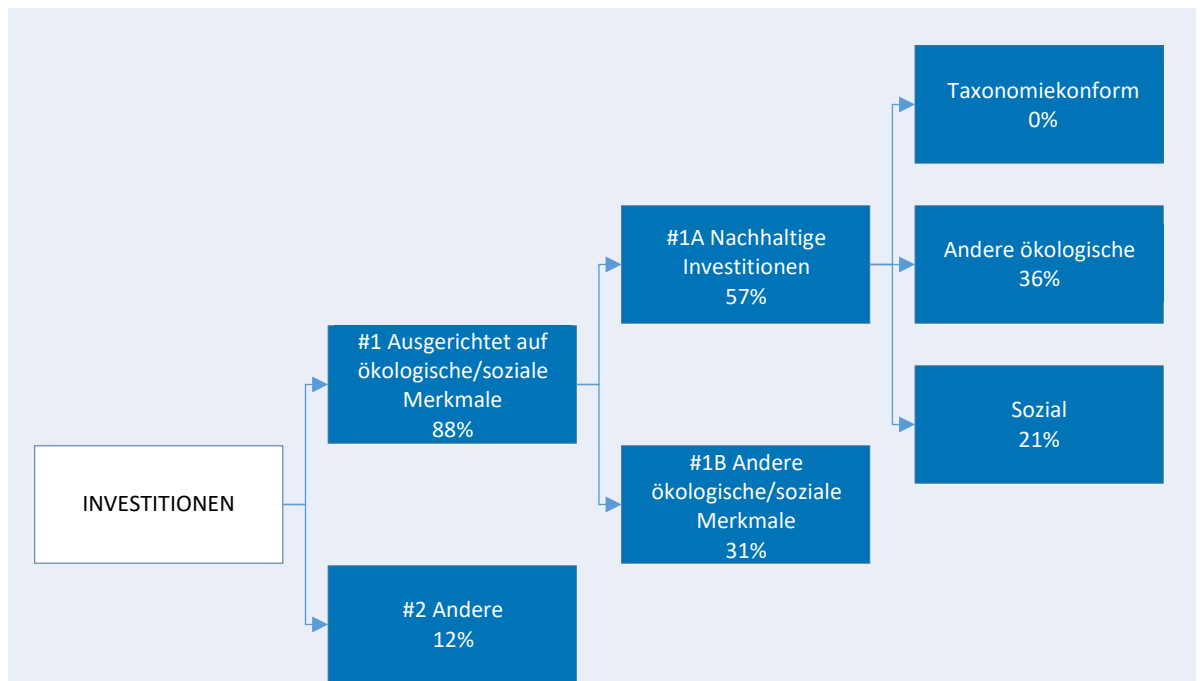 INVESTITIONEN
#1 Ausgerichtet auf
ökologische/soziale
Merkmale
88%
#2 Andere
12%
#1A Nachhaltige
Investitionen
57%
#1B Andere
ökologische/soziale
Merkmale
31%
Taxonomiekonform
0%
Andere ökologische
36%
Sozial
21%